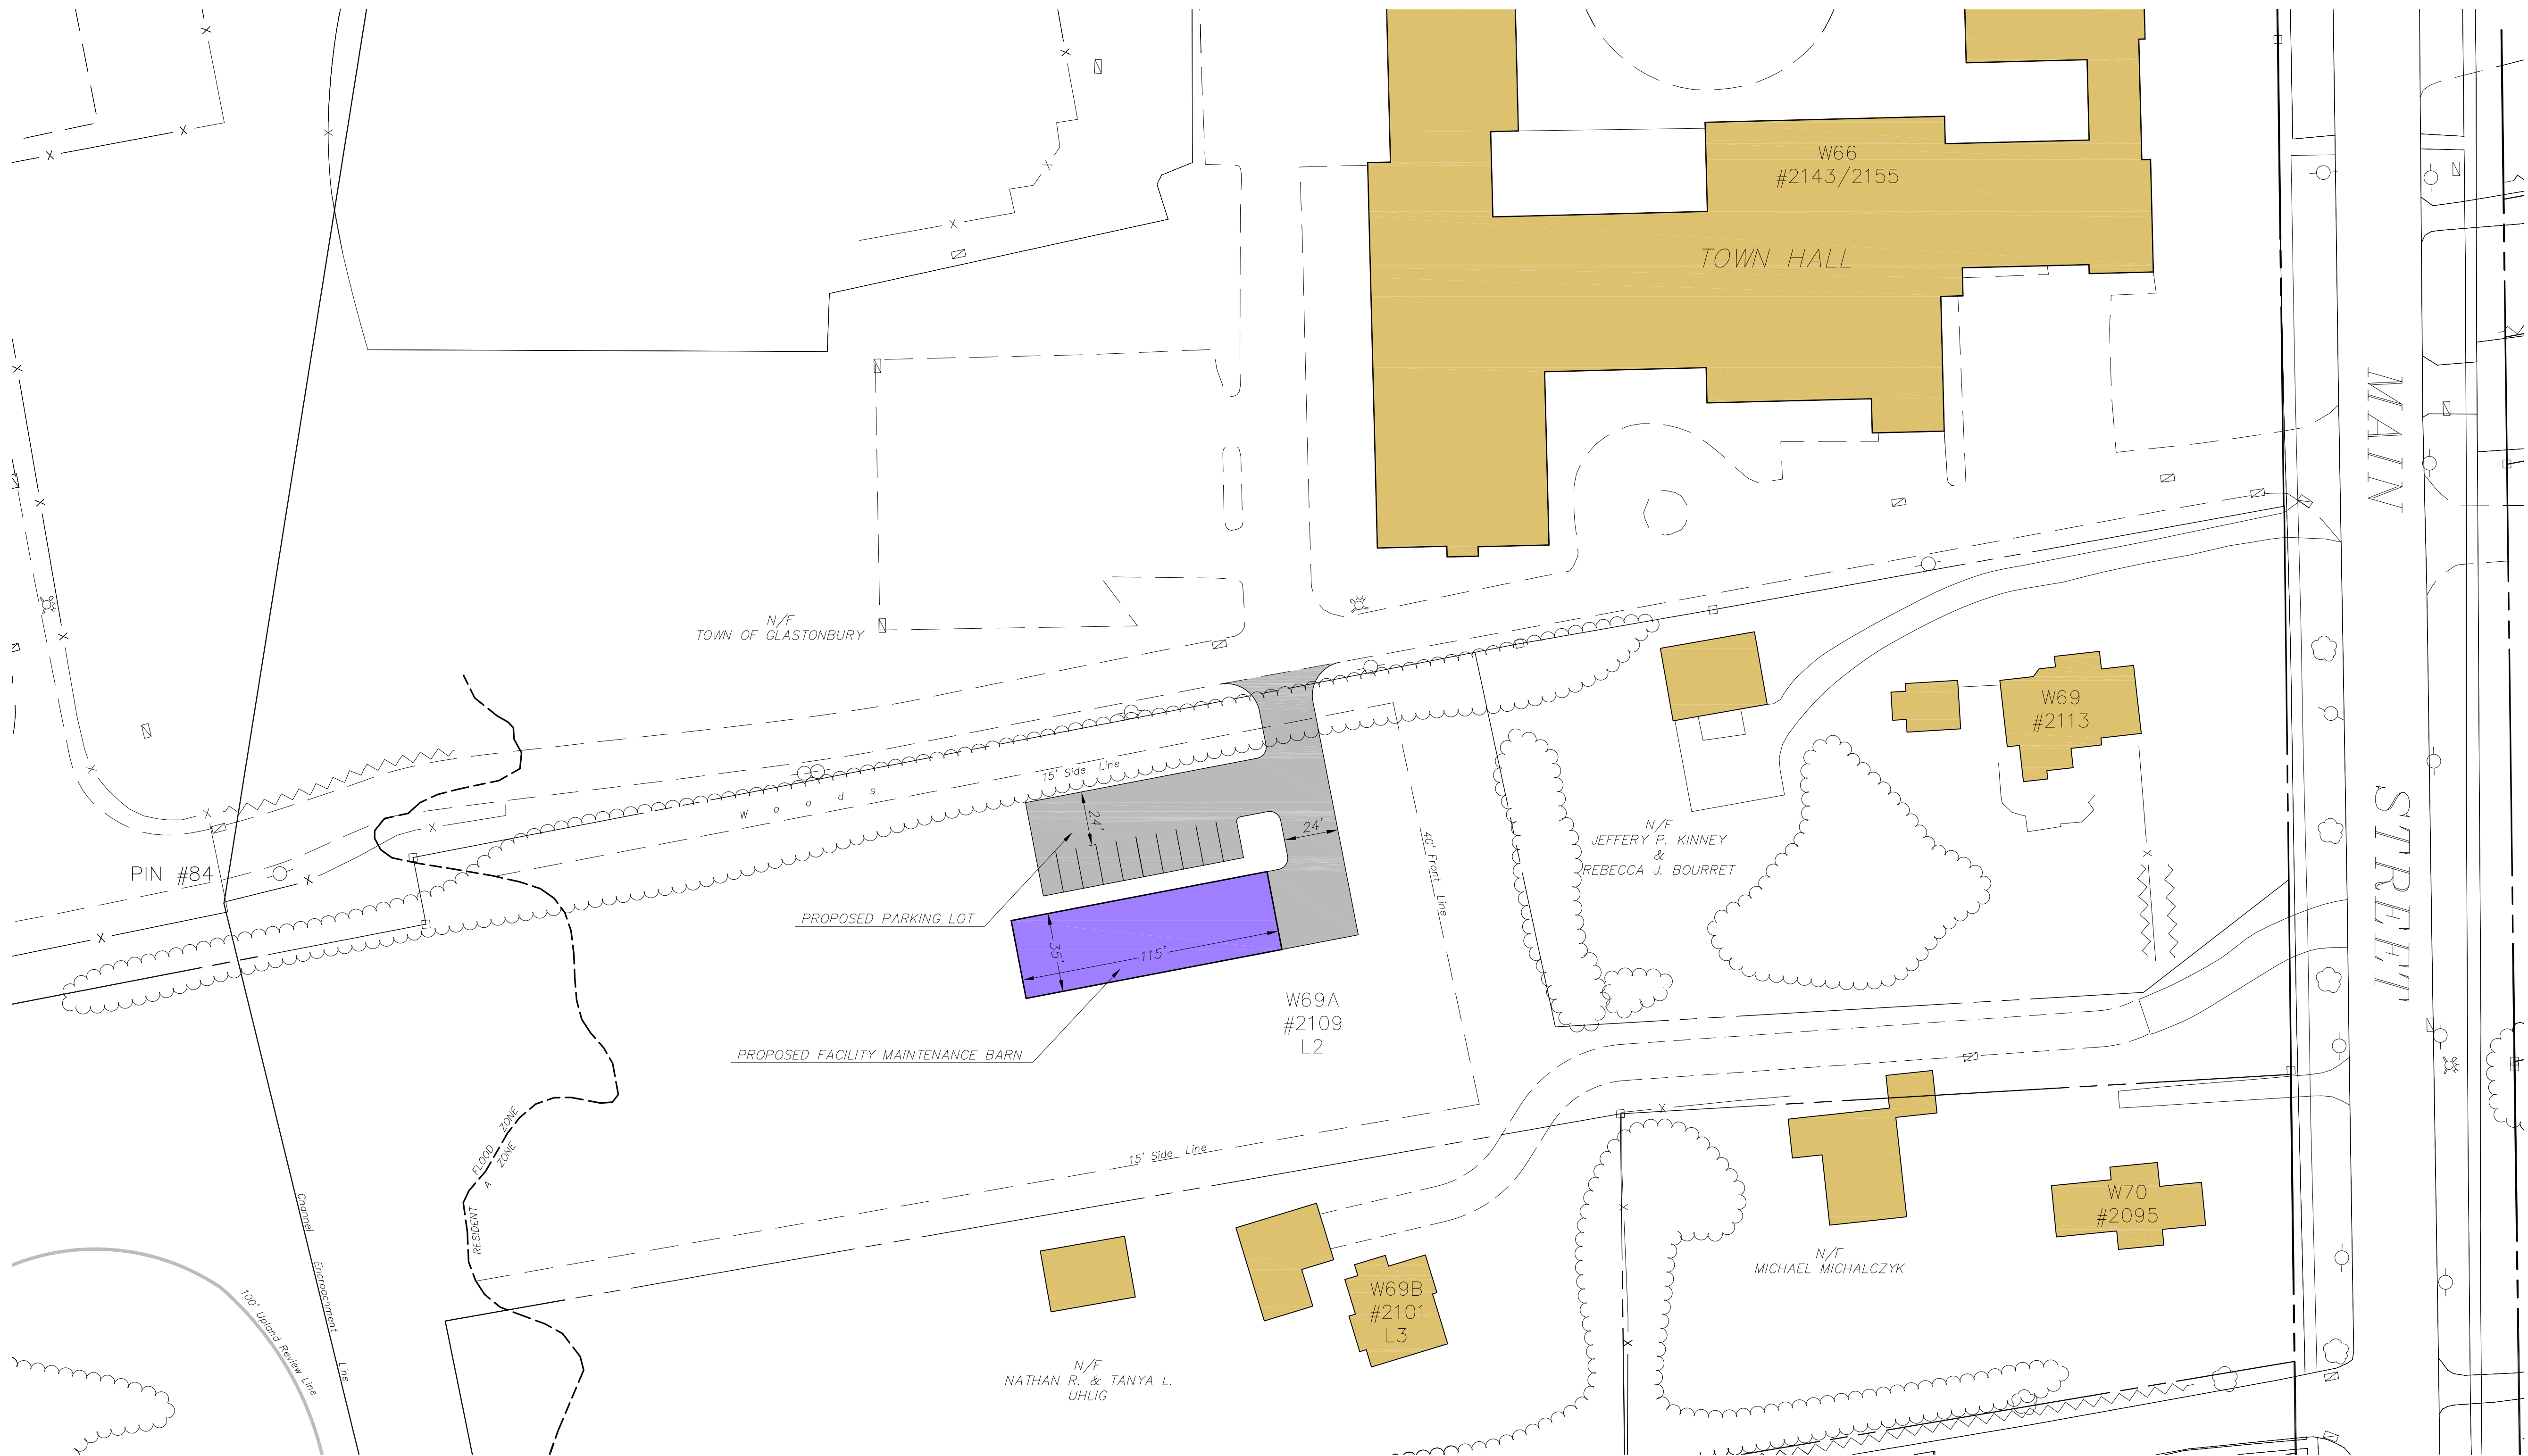 W66
#2143/2155
TOWN HALL
MAIN
STREET
N/F
TOWN OF GLASTONBURY
W69
#2113
15' Side Line
Woods
24'
24'
40' Front Line
N/F
JEFFERY P. KINNEY
&
REBECCA J. BOURRET
PIN #84
PROPOSED PARKING LOT
35'
115'
W69A
#2109
L2
PROPOSED FACILITY MAINTENANCE BARN
FLOOD ZONE
A ZONE
RESIDENT
15' Side Line
Channel Encroachment Line
100' Upland Review Line
W70
#2095
N/F
MICHAEL MICHALCZYK
W69B
#2101
L3
N/F
NATHAN R. & TANYA L.
UHLIG